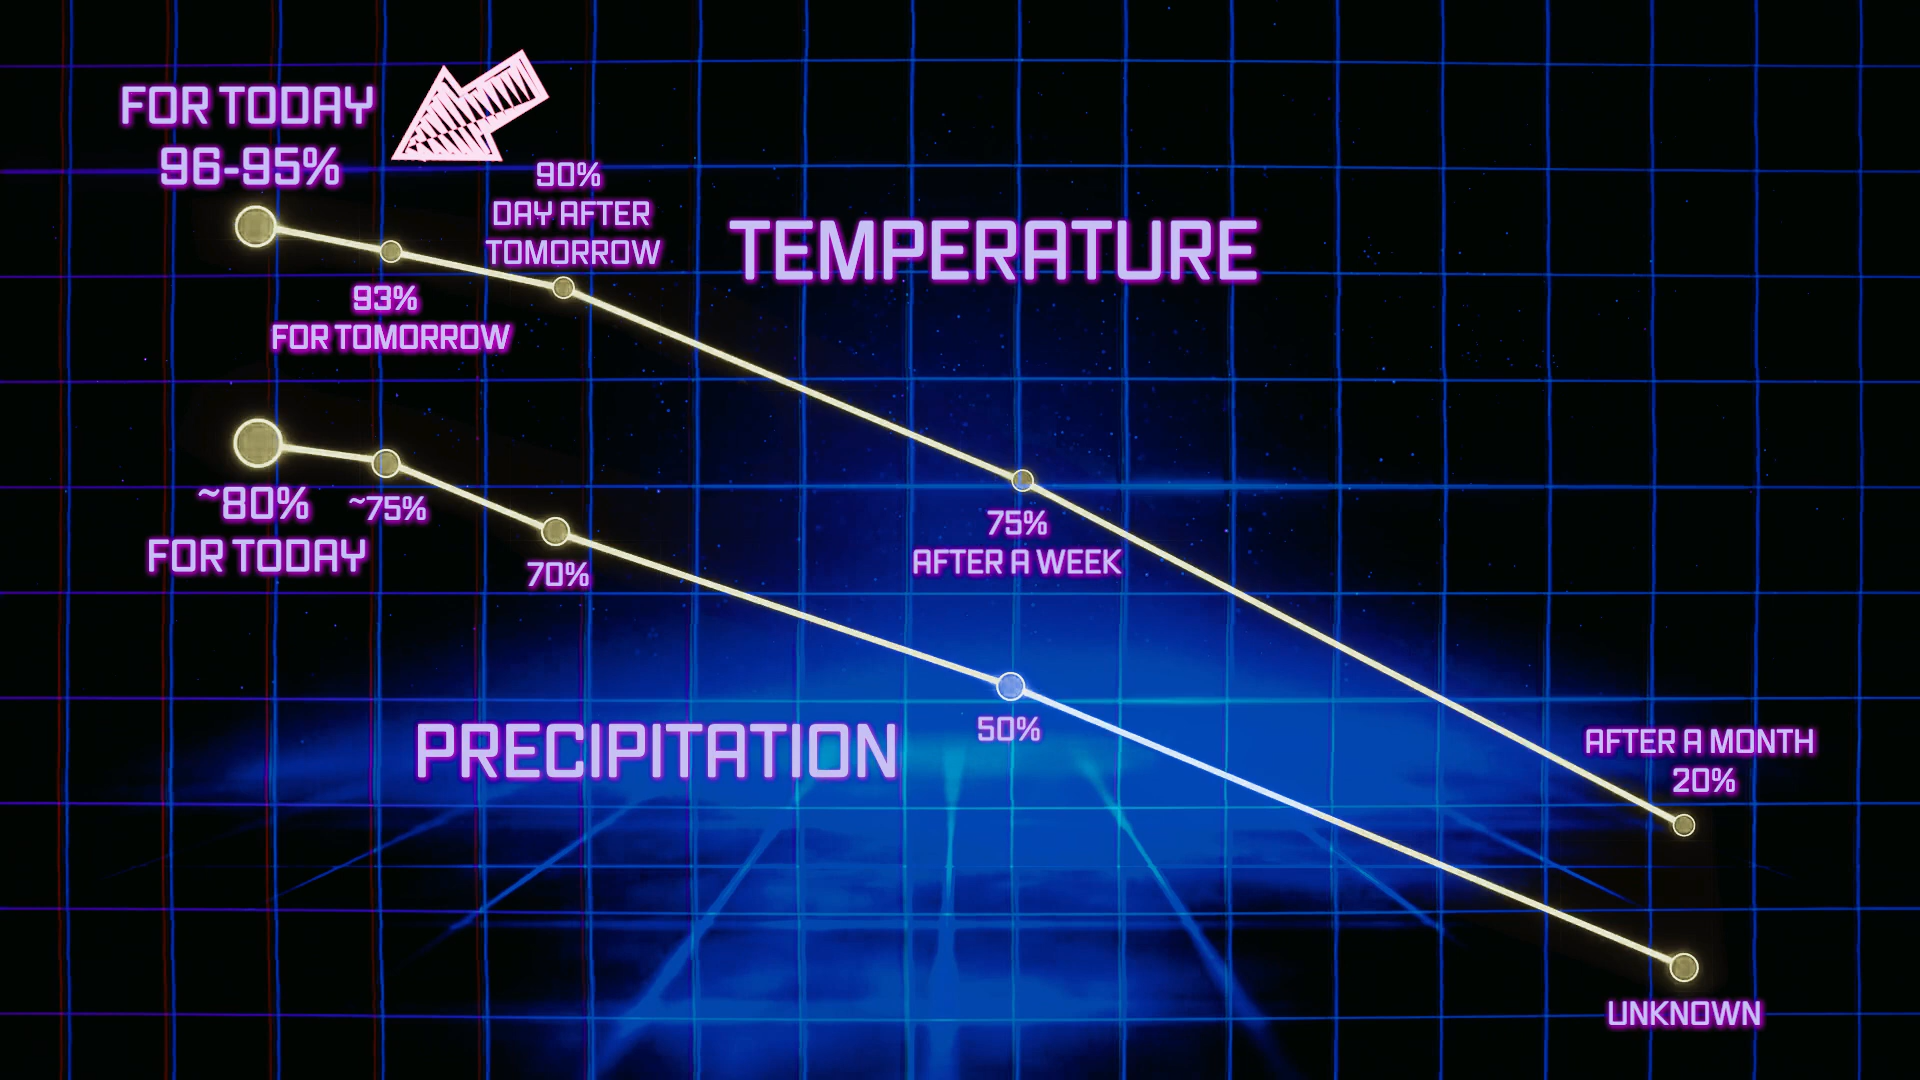 FOR TODAY
96-95%
90%
DAY AFTER
TOMORROW
TEMPERATURE
93%
FOR TOMORROW
~80%
FOR TODAY
~75%
70%
75%
AFTER A WEEK
PRECIPITATION
50%
AFTER A MONTH
20%
UNKNOWN